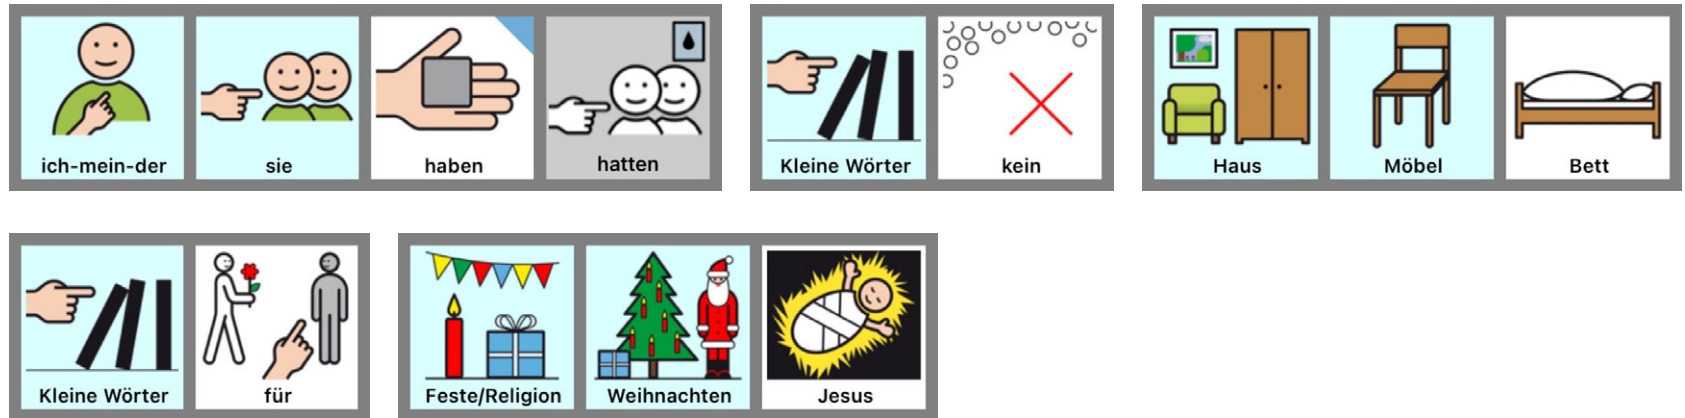 ich-mein-der sie haben hatten Kleine Wörter kein Haus Möbel Bett
Kleine Wörter für Feste/Religion Weihnachten Jesus